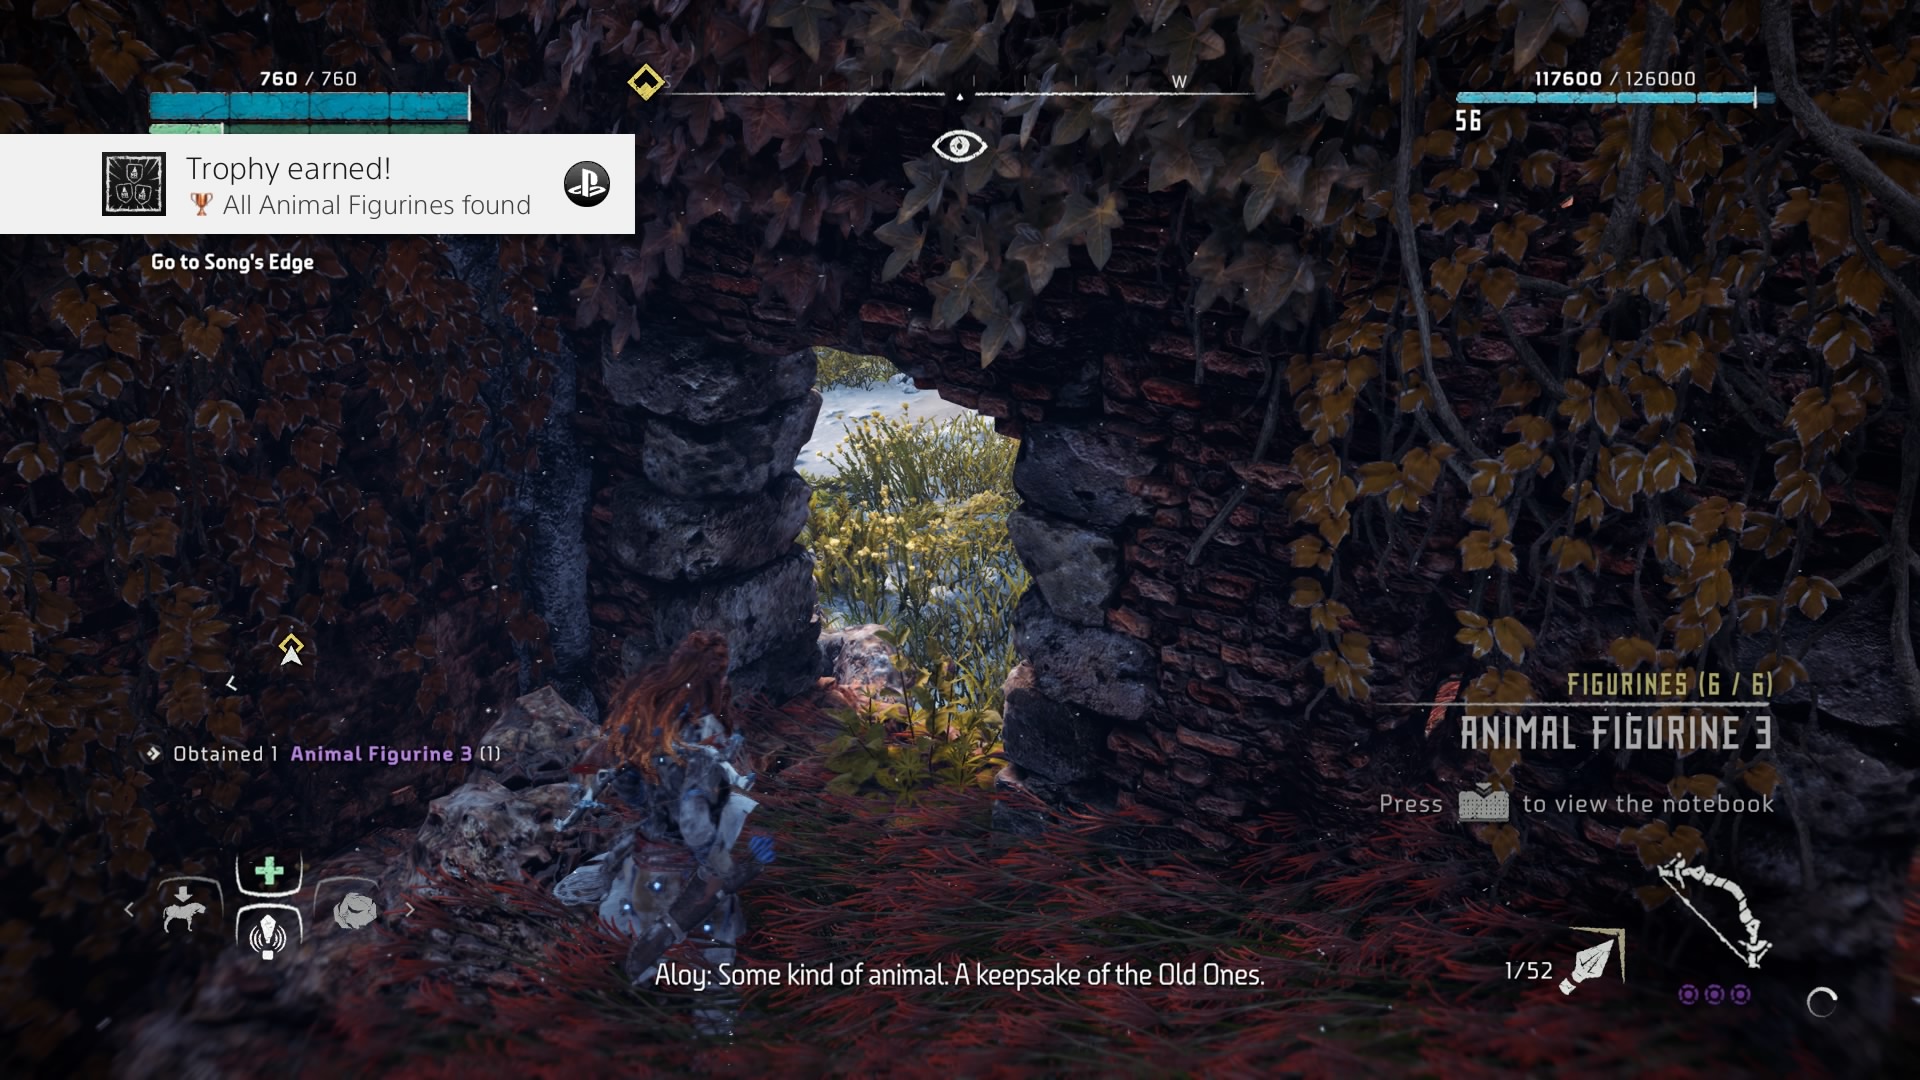 760 / 760
S
W
117600 / 126000
56
Trophy earned!
All Animal Figurines found
Go to Song's Edge
FIGURINES (6 / 6)
ANIMAL FIGURINE 3
Obtained 1 Animal Figurine 3 (1)
Press to view the notebook
1/52
Aloy: Some kind of animal. A keepsake of the Old Ones.